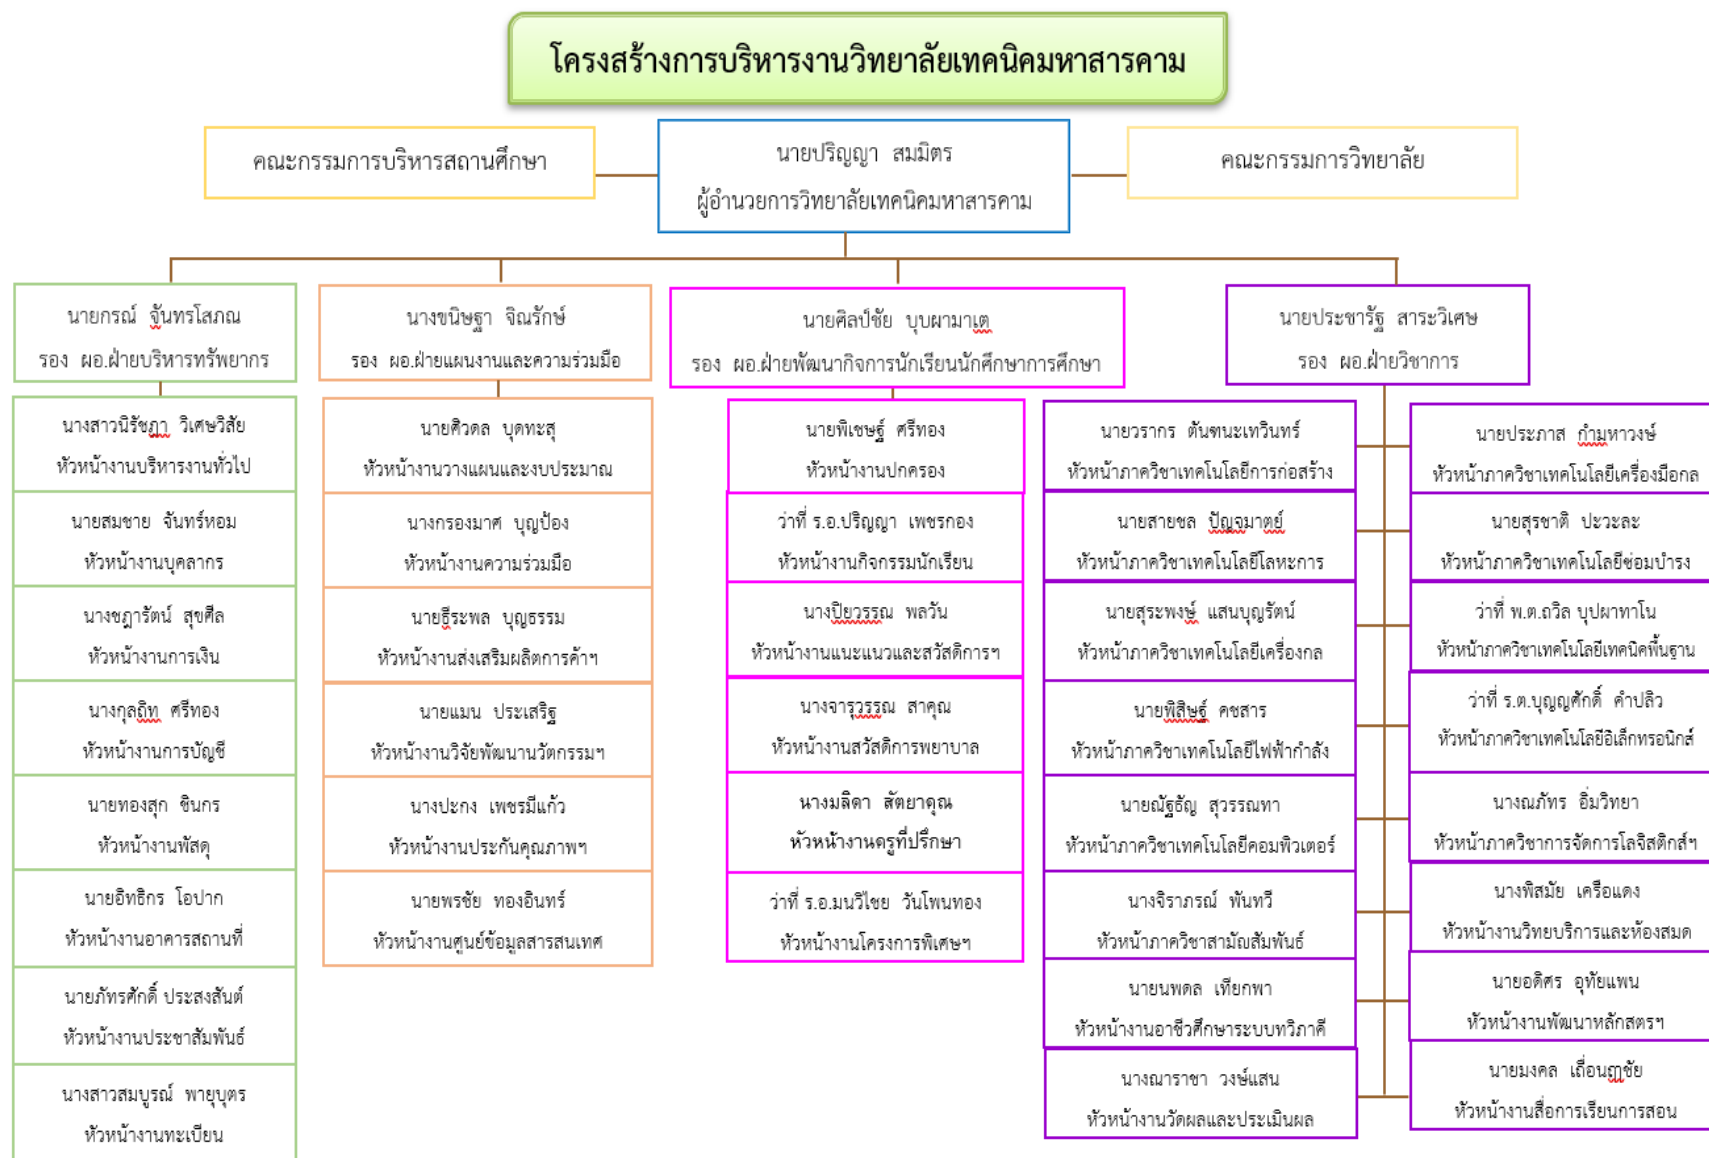 โครงสร้างการบริหารงานวิทยาลัยเทคนิคมหาสารคาม
คณะกรรมการบริหารสถานศึกษา
นายปริญญา สมมิตร
ผู้อำนวยการวิทยาลัยเทคนิคมหาสารคาม
คณะกรรมการวิทยาลัย
นายกรณ์ จุ้นทรโสภณ
รอง ผอ.ฝ่ายบริหารทรัพยากร
นางสาวนิรัชฎา วิเศษวิสัย
หัวหน้างานบริหารงานทั่วไป
นายสมชาย จันทร์หอม
หัวหน้างานบุคลากร
นางชฎารัตน์ สุขศีล
หัวหน้างานการเงิน
นางกุลถิท ศรีทอง
หัวหน้างานการบัญชี
นายทองสุก ชินกร
หัวหน้างานพัสดุ
นายอิทธิกร โอปาก
หัวหน้างานอาคารสถานที่
นายภัทรศักดิ์ ประสงสันต์
หัวหน้างานประชาสัมพันธ์
นางสาวสมบูรณ์ พายุบุตร
หัวหน้างานทะเบียน
นางขนิษฐา จิณรักษ์
รอง ผอ.ฝ่ายแผนงานและความร่วมมือ
นายศิวดล บุดทะสุ
หัวหน้างานวางแผนและงบประมาณ
นางกรองมาศ บุญป้อง
หัวหน้างานความร่วมมือ
นายธีระพล บุญธรรม
หัวหน้างานส่งเสริมผลิตการค้าฯ
นายแมน ประเสริฐ
หัวหน้างานวิจัยพัฒนานวัตกรรมฯ
นางปะกง เพชรมีแก้ว
หัวหน้างานประกันคุณภาพฯ
นายพรชัย ทองอินทร์
หัวหน้างานศูนย์ข้อมูลสารสนเทศ
นายศิลป์ชัย บุบผามาเต
รอง ผอ.ฝ่ายพัฒนากิจการนักเรียนนักศึกษาการศึกษา
นายพิเชษฐ์ ศรีทอง
หัวหน้างานปกครอง
ว่าที่ ร.อ.ปริญญา เพชรกอง
หัวหน้างานกิจกรรมนักเรียน
นางปิยวรรณ พลวัน
หัวหน้างานแนะแนวและสวัสดิการฯ
นางจารุวรรณ สาคุณ
หัวหน้างานสวัสดิการพยาบาล
นางมลิดา สัตยาคุณ
หัวหน้างานครูที่ปรึกษา
ว่าที่ ร.อ.มนวิไชย วันโพนทอง
หัวหน้างานโครงการพิเศษฯ
นายประชารัฐ สาระวิเศษ
รอง ผอ.ฝ่ายวิชาการ
นายวรากร ตันฑนะเทวินทร์
หัวหน้าภาควิชาเทคโนโลยีการก่อสร้าง
นายสายชล ปัญจมาตย์
หัวหน้าภาควิชาเทคโนโลยีโลหะการ
นายสุระพงษ์ แสนบุญรัตน์
หัวหน้าภาควิชาเทคโนโลยีเครื่องกล
นายพิสิษฐ์ คชสาร
หัวหน้าภาควิชาเทคโนโลยีไฟฟ้ากำลัง
นายณัฐธัญ สุวรรณทา
หัวหน้าภาควิชาเทคโนโลยีคอมพิวเตอร์
นางจิราภรณ์ พันทวี
หัวหน้าภาควิชาสามัญสัมพันธ์
นายนพดล เทียกพา
หัวหน้างานอาชีวศึกษาระบบทวิภาคี
นางณาราชา วงษ์แสน
หัวหน้างานวัดผลและประเมินผล
นายประภาส กำมหาวงษ์
หัวหน้าภาควิชาเทคโนโลยีเครื่องมือกล
นายสุรชาติ ปะวะละ
หัวหน้าภาควิชาเทคโนโลยีซ่อมบำรง
ว่าที่ พ.ต.ถวิล บุปผาทาโน
หัวหน้าภาควิชาเทคโนโลยีเทคนิคพื้นฐาน
ว่าที่ ร.ต.บุญญศักดิ์ คำปลิว
หัวหน้าภาควิชาเทคโนโลยีอิเล็กทรอนิกส์
นางณภัทร อิ่มวิทยา
หัวหน้าภาควิชาการจัดการโลจิสติกส์ฯ
นางพิสมัย เครือแดง
หัวหน้างานวิทยบริการและห้องสมด
นายอดิศร อุทัยแพน
หัวหน้างานพัฒนาหลักสตรฯ
นายมงคล เถื่อนฤาชัย
หัวหน้างานสื่อการเรียนการสอน